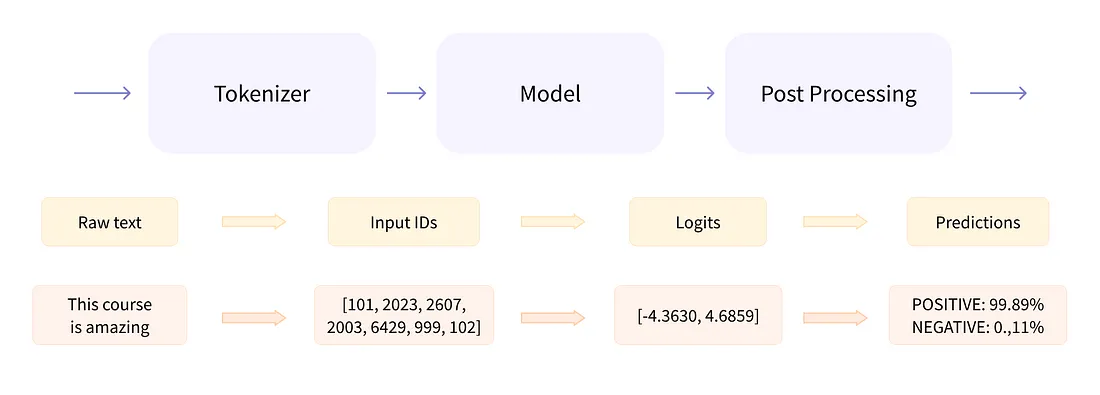 Tokenizer
Model
Post Processing
Raw text
Input IDs
Logits
Predictions
This course
is amazing
[101, 2023, 2607,
2003, 6429, 999, 102]
[-4.3630, 4.6859]
POSITIVE: 99.89%
NEGATIVE: 0.,11%